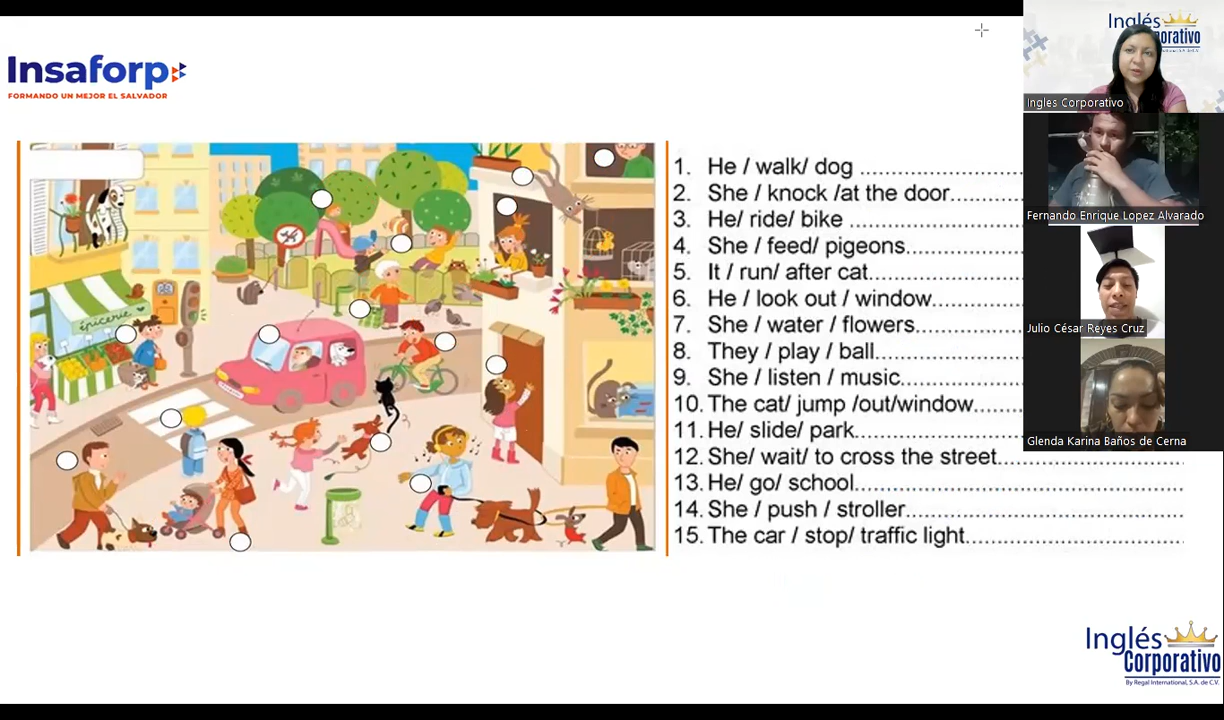 Insaforp
FORMANDO UN MEJOR EL SALVADOR
épicerie
1. He / walk/ dog ........................
2. She / knock /at the door...........
3. He/ ride/ bike ..........................
4. She / feed/ pigeons.................
5. It / run/ after cat......................
6. He / look out / window..............
7. She / water / flowers................
8. They / play / ball......................
9. She / listen / music..................
10. The cat/ jump /out/window........
11. He/ slide/ park..........................
12. She/ wait/ to cross the street..................................
13. He/ go/ school............................................................
14. She / push / stroller...................................................
15. The car / stop/ traffic light........................................
Inglés
Corporativo
Ingles Corporativo
Fernando Enrique Lopez Alvarado
Julio César Reyes Cruz
Glenda Karina Baños de Cerna
Inglés
Corporativo
By Regal International, S.A. de C.V.